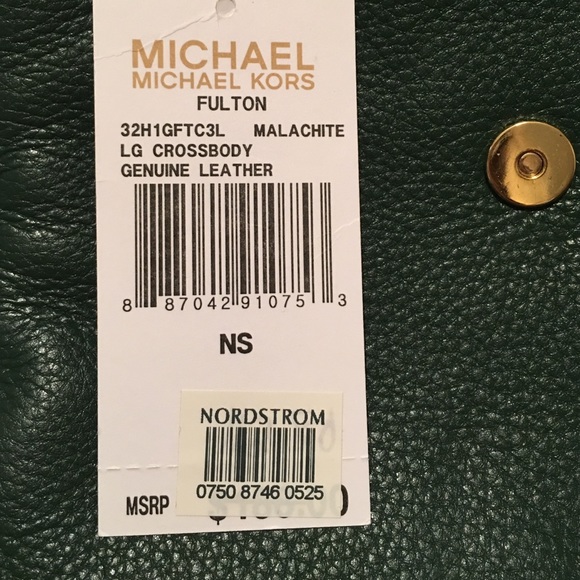 MICHAEL
MICHAEL KORS
FULTON
32H1GFTC3L MALACHITE
LG CROSSBODY
GENUINE LEATHER
8 87042 91075 3
NS
NORDSTROM
0750 8746 0525
MSRP